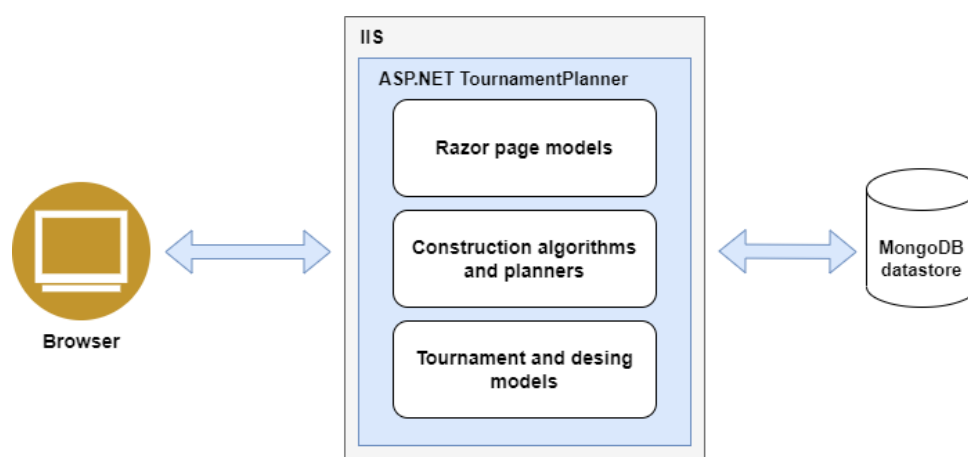 IIS
ASP.NET TournamentPlanner
Razor page models
Construction algorithms
and planners
Tournament and desing
models
Browser
MongoDB
datastore